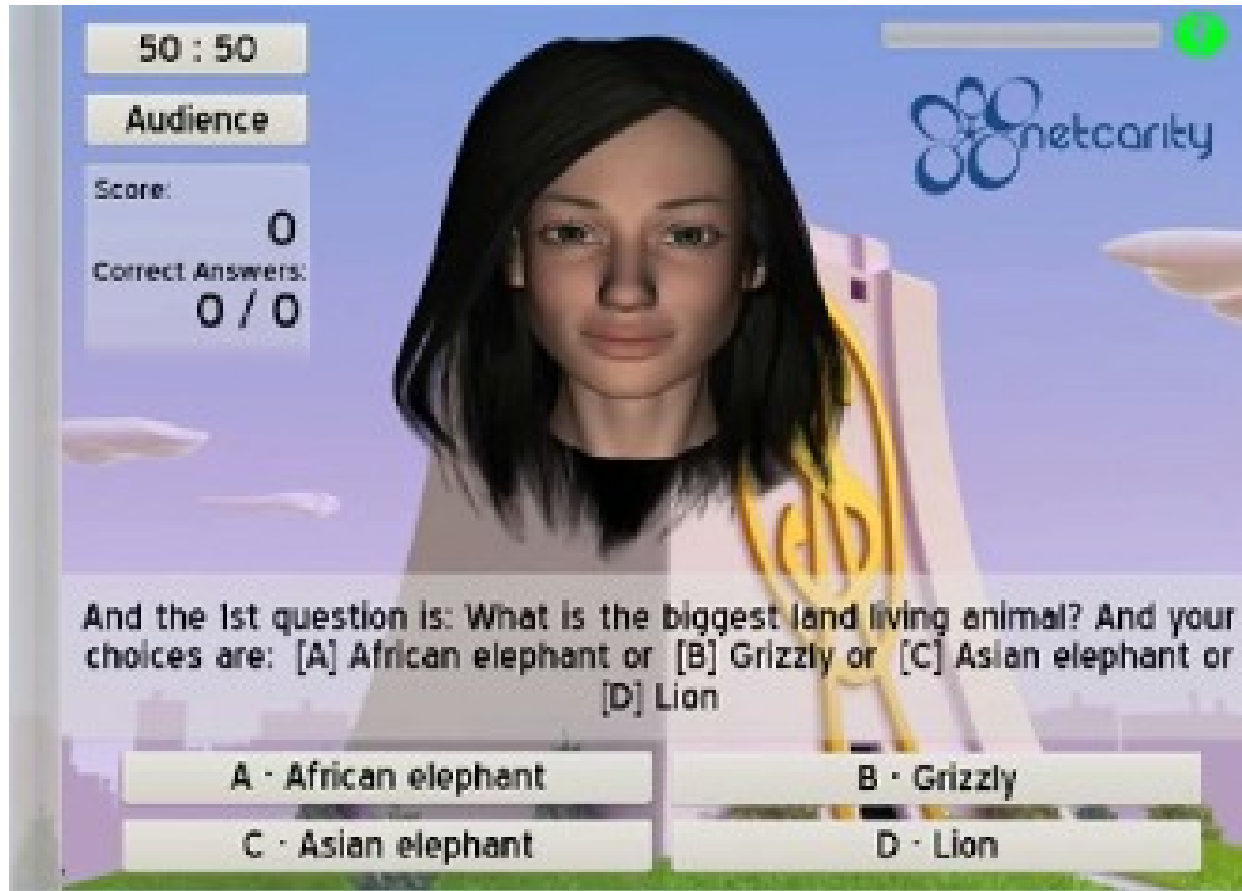 50 : 50
Audience
Score:
0
Correct Answers:
0 / 0
netcarity
And the 1st question is: What is the biggest land living animal? And your
choices are: [A] African elephant or [B] Grizzly or [C] Asian elephant or
[D] Lion
A · African elephant
B · Grizzly
C · Asian elephant
D · Lion